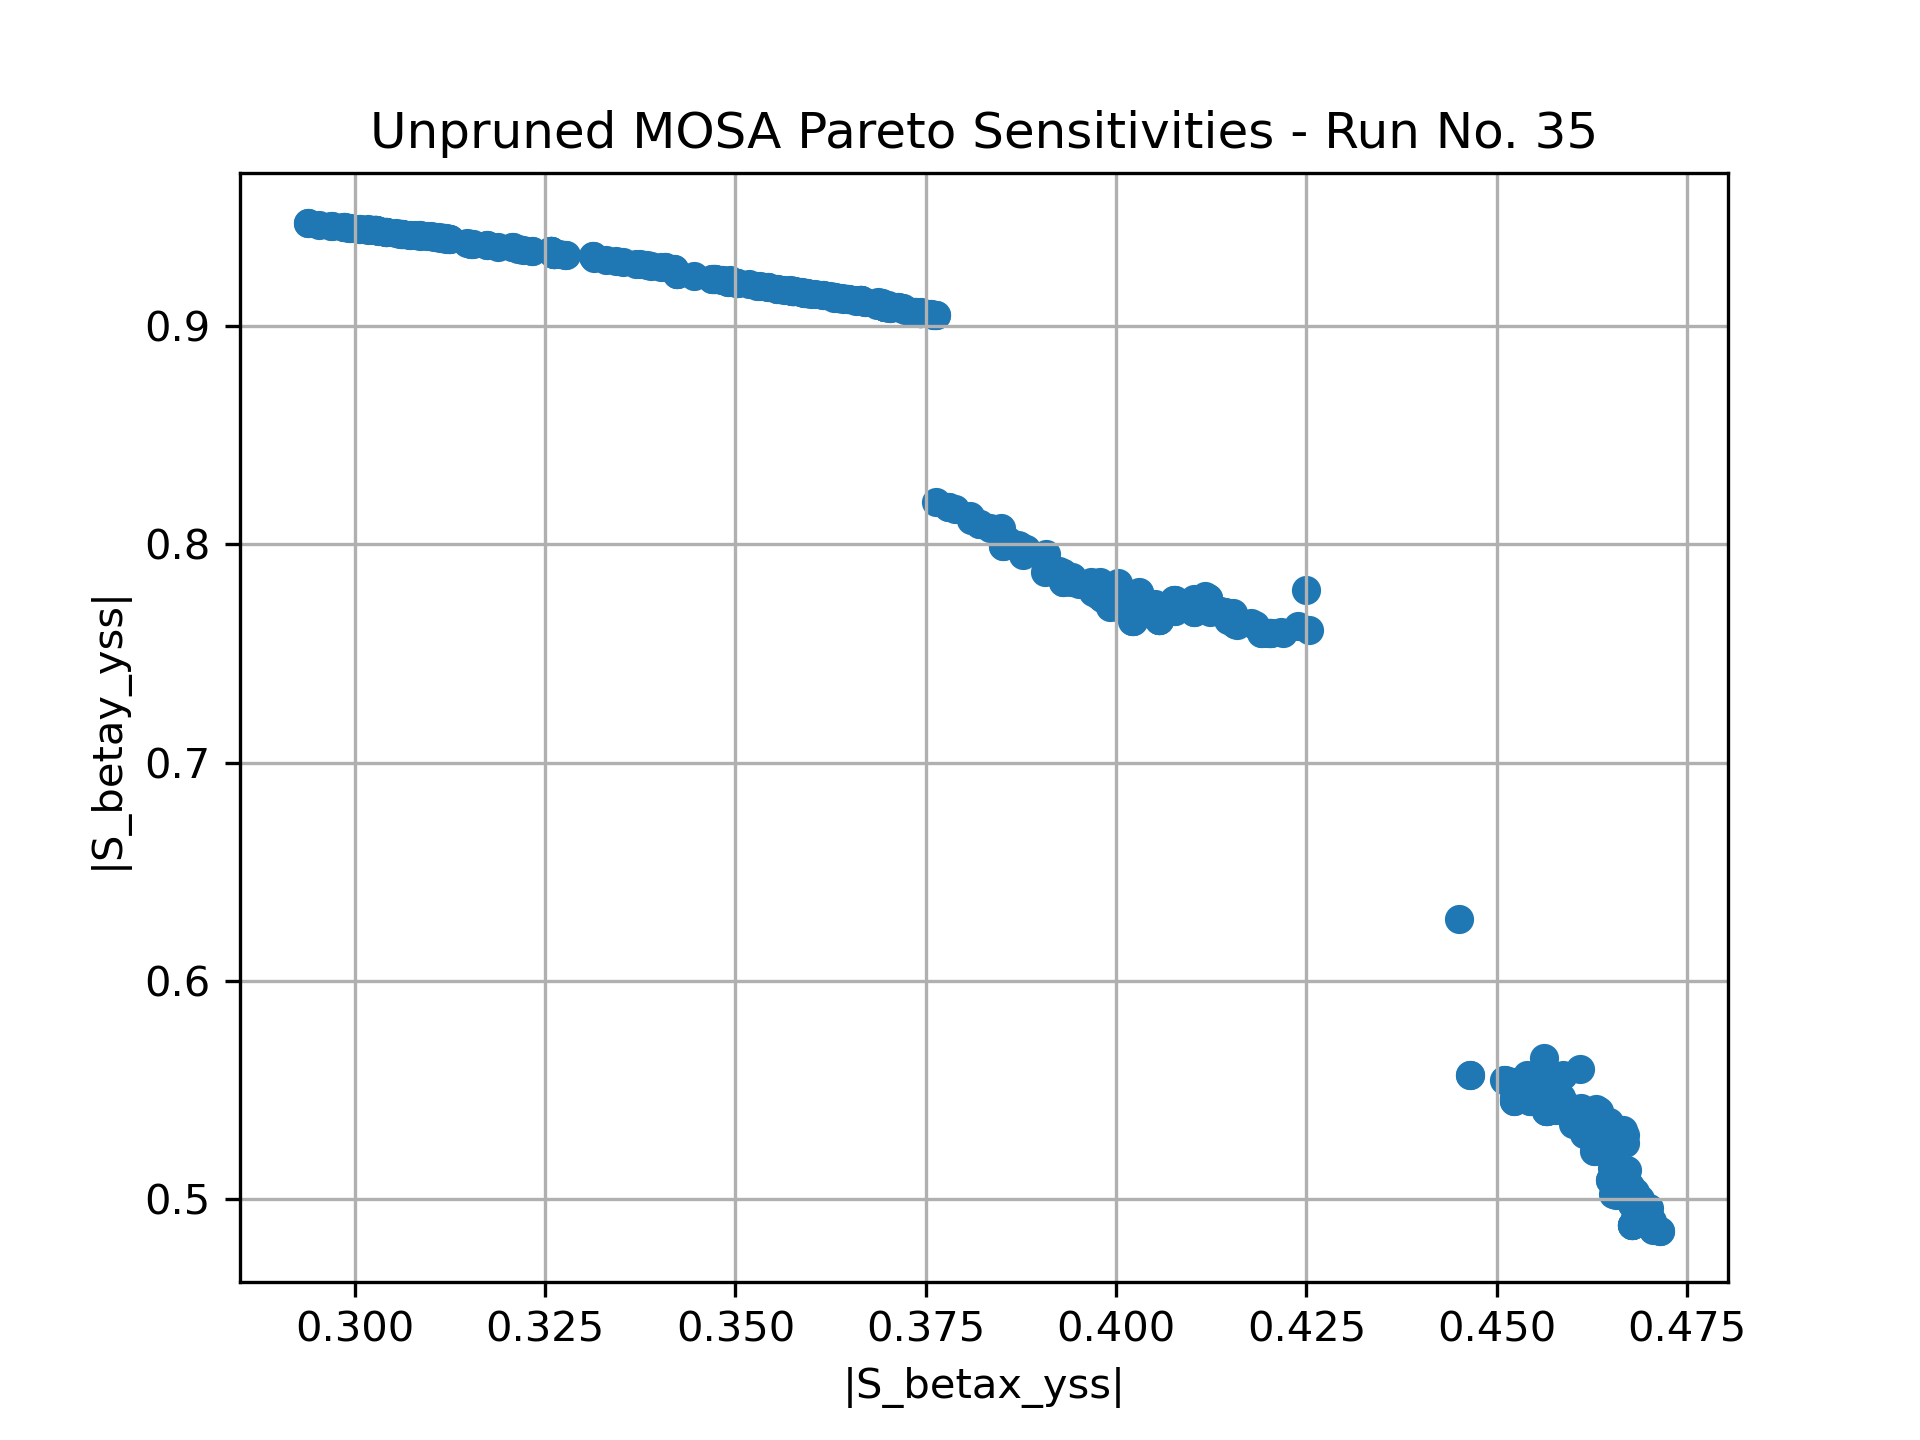 Unpruned MOSA Pareto Sensitivities - Run No. 35
|S_betay_yss|
0.9
0.8
0.7
0.6
0.5
0.300 0.325 0.350 0.375 0.400 0.425 0.450 0.475
|S_betax_yss|